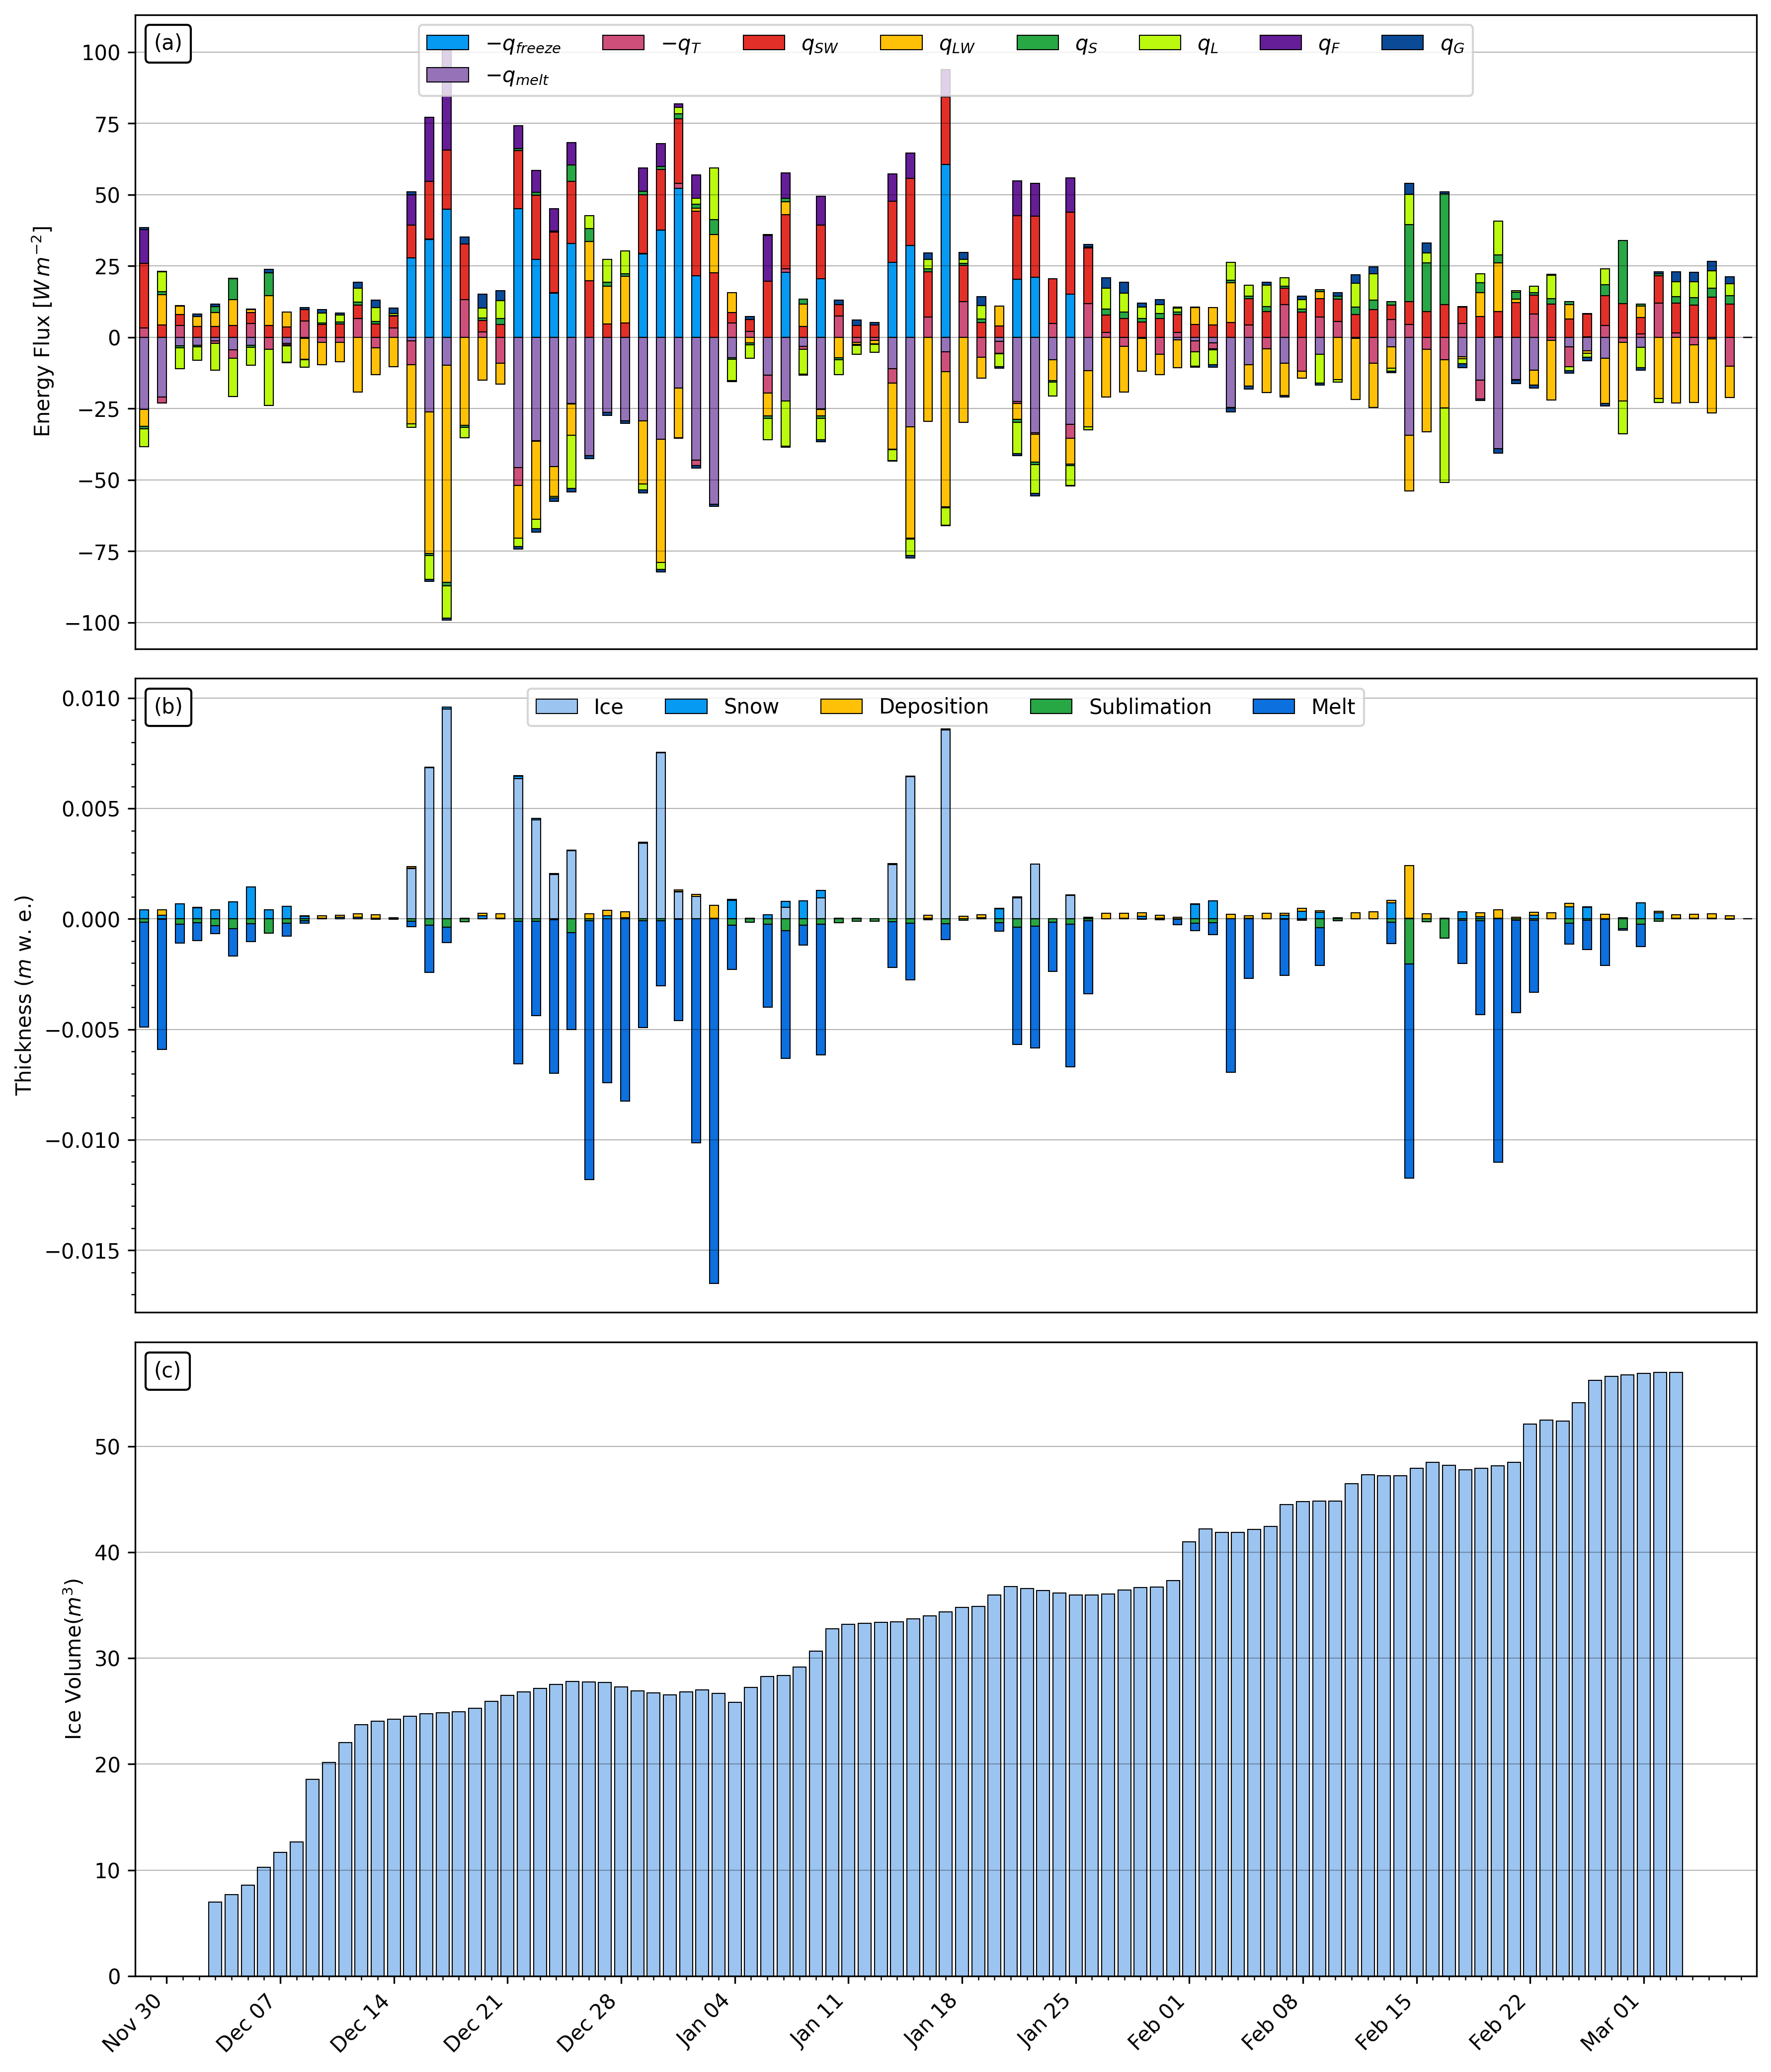 (a)
−q_freeze −q_T q_SW q_LW q_S q_L q_F q_G
−q_melt
Energy Flux [W m⁻²]
100
75
50
25
0
−25
−50
−75
−100
(b)
Ice Snow Deposition Sublimation Melt
Thickness (m w. e.)
0.010
0.005
0.000
−0.005
−0.010
−0.015
(c)
Ice Volume(m³)
50
40
30
20
10
0
Nov 30 Dec 07 Dec 14 Dec 21 Dec 28 Jan 04 Jan 11 Jan 18 Jan 25 Feb 01 Feb 08 Feb 15 Feb 22 Mar 01